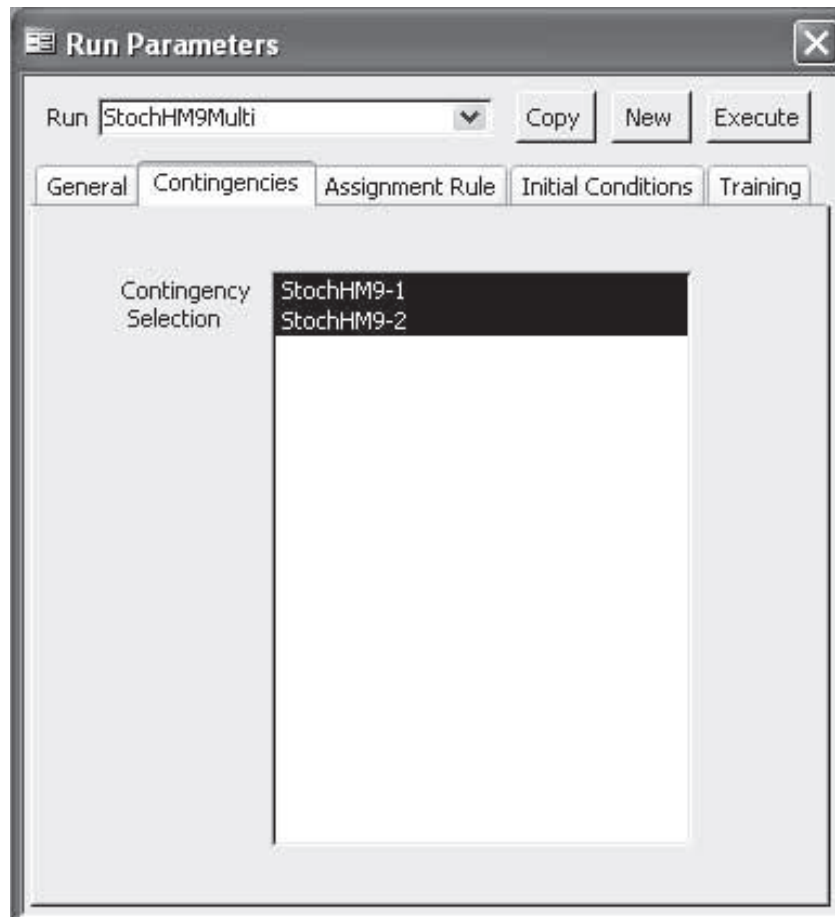 Run Parameters
Run StochHM9Multi Copy New Execute
General Contingencies Assignment Rule Initial Conditions Training
Contingency
Selection
StochHM9-1
StochHM9-2